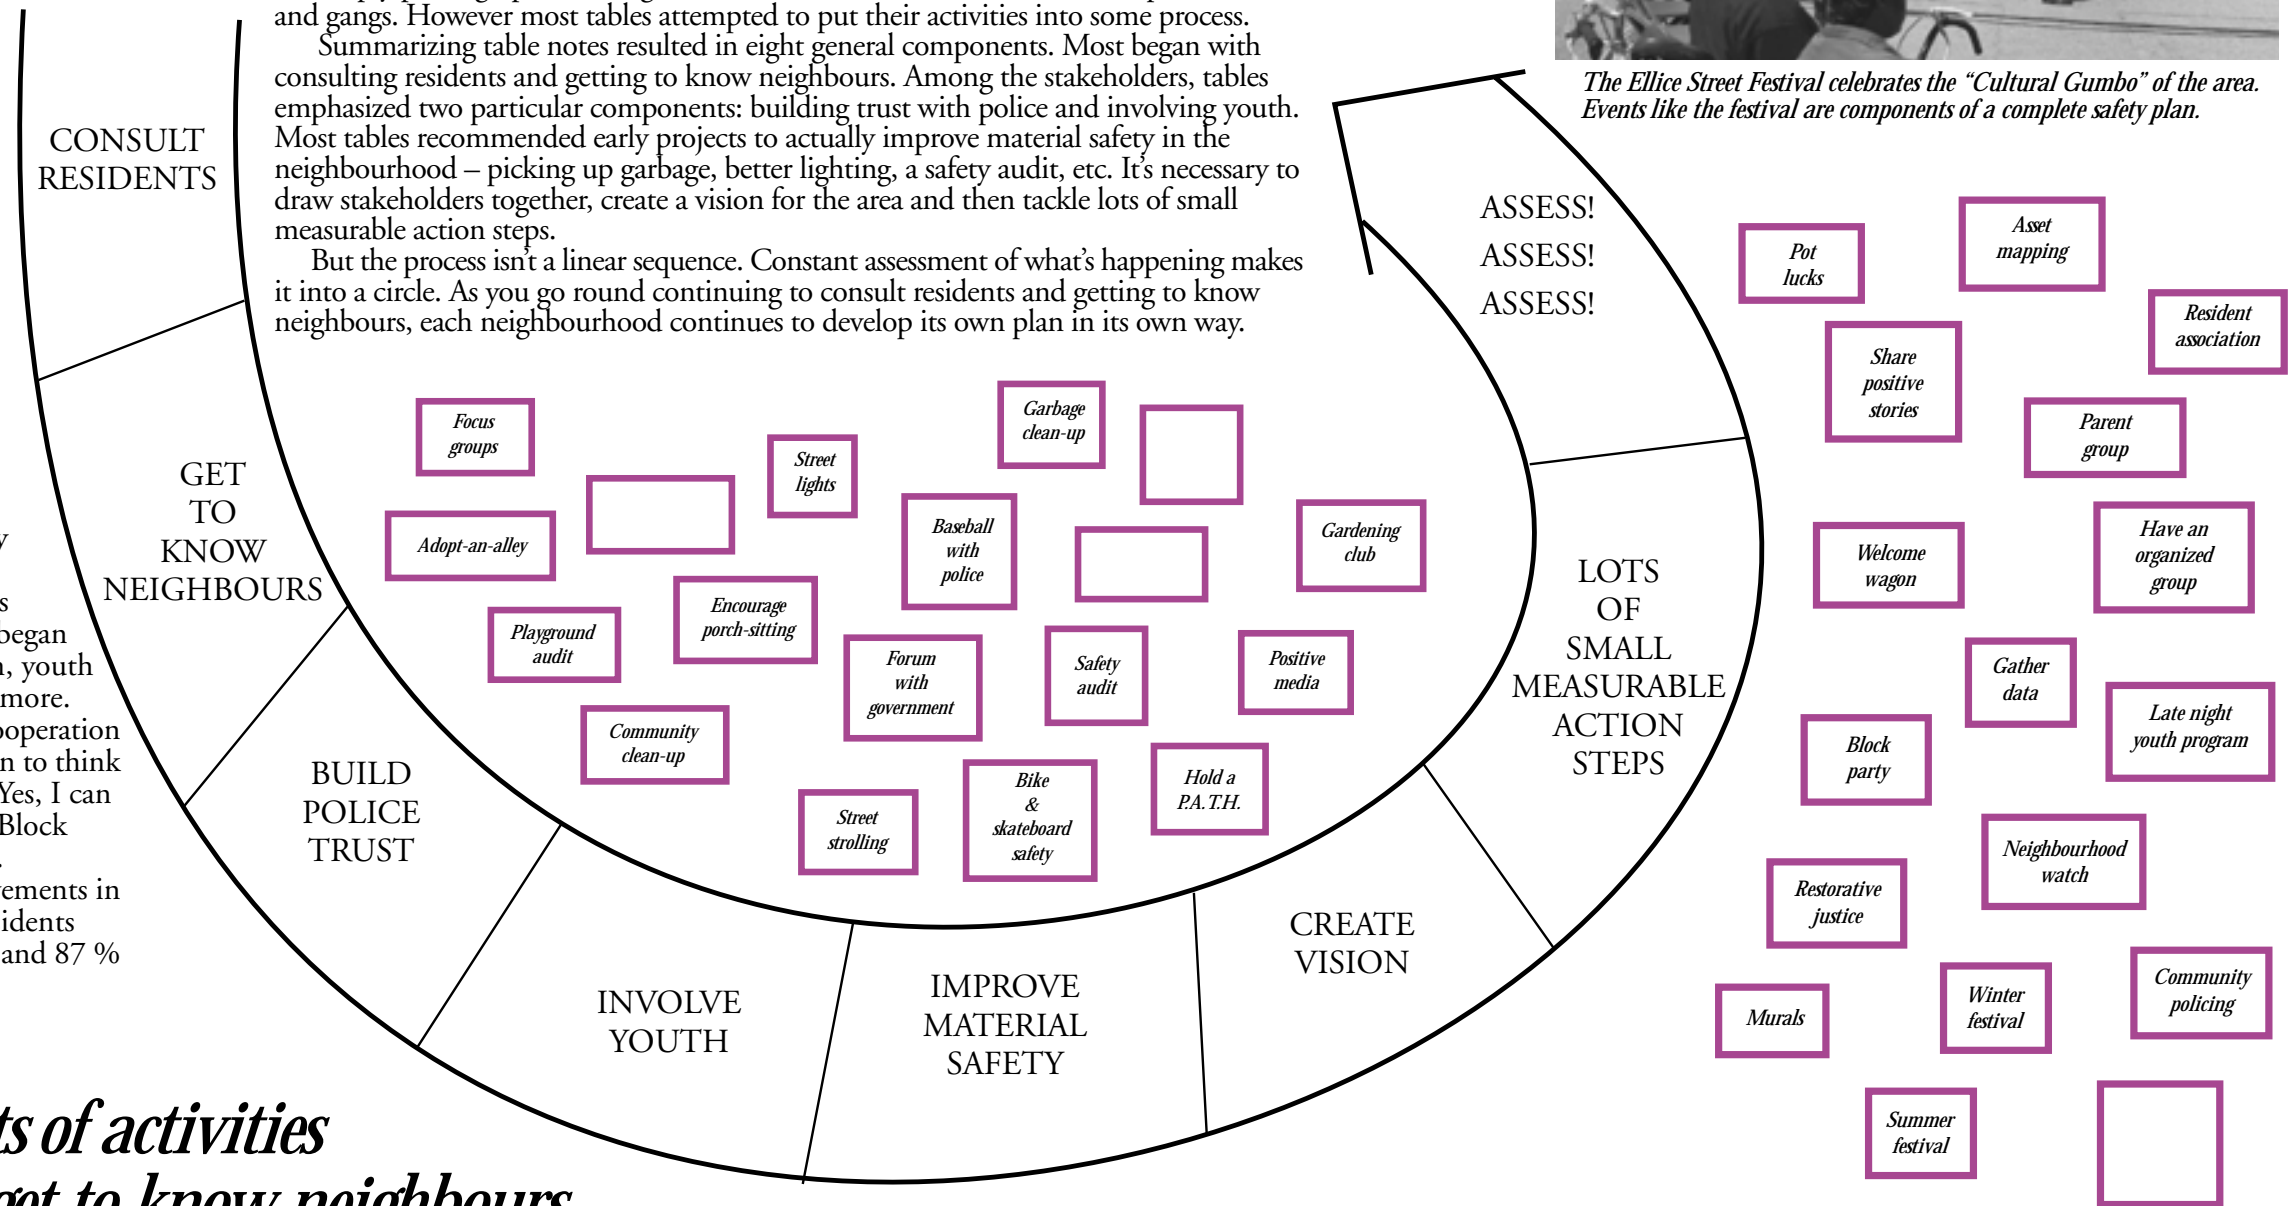 and gangs. However most tables attempted to put their activities into some process.
Summarizing table notes resulted in eight general components. Most began with
consulting residents and getting to know neighbours. Among the stakeholders, tables
emphasized two particular components: building trust with police and involving youth.
Most tables recommended early projects to actually improve material safety in the
neighbourhood – picking up garbage, better lighting, a safety audit, etc. It's necessary to
draw stakeholders together, create a vision for the area and then tackle lots of small
measurable action steps.
But the process isn't a linear sequence. Constant assessment of what's happening makes
it into a circle. As you go round continuing to consult residents and getting to know
neighbours, each neighbourhood continues to develop its own plan in its own way.
The Ellice Street Festival celebrates the “Cultural Gumbo” of the area.
Events like the festival are components of a complete safety plan.
CONSULT
RESIDENTS
GET
TO
KNOW
NEIGHBOURS
BUILD
POLICE
TRUST
INVOLVE
YOUTH
IMPROVE
MATERIAL
SAFETY
CREATE
VISION
LOTS
OF
SMALL
MEASURABLE
ACTION
STEPS
ASSESS!
ASSESS!
ASSESS!
Focus
groups
Adopt-an-alley
Street
lights
Garbage
clean-up
Baseball
with
police
Gardening
club
Playground
audit
Encourage
porch-sitting
Forum
with
government
Safety
audit
Positive
media
Community
clean-up
Street
strolling
Bike
&
skateboard
safety
Hold a
P.A.T.H.
Pot
lucks
Asset
mapping
Resident
association
Share
positive
stories
Parent
group
Welcome
wagon
Have an
organized
group
Gather
data
Late night
youth program
Block
party
Neighbourhood
watch
Restorative
justice
Community
policing
Murals
Winter
festival
Summer
festival
began
youth
more.
n to think
Yes, I can
Block
in
and 87 %
of activities
get to know neighbours